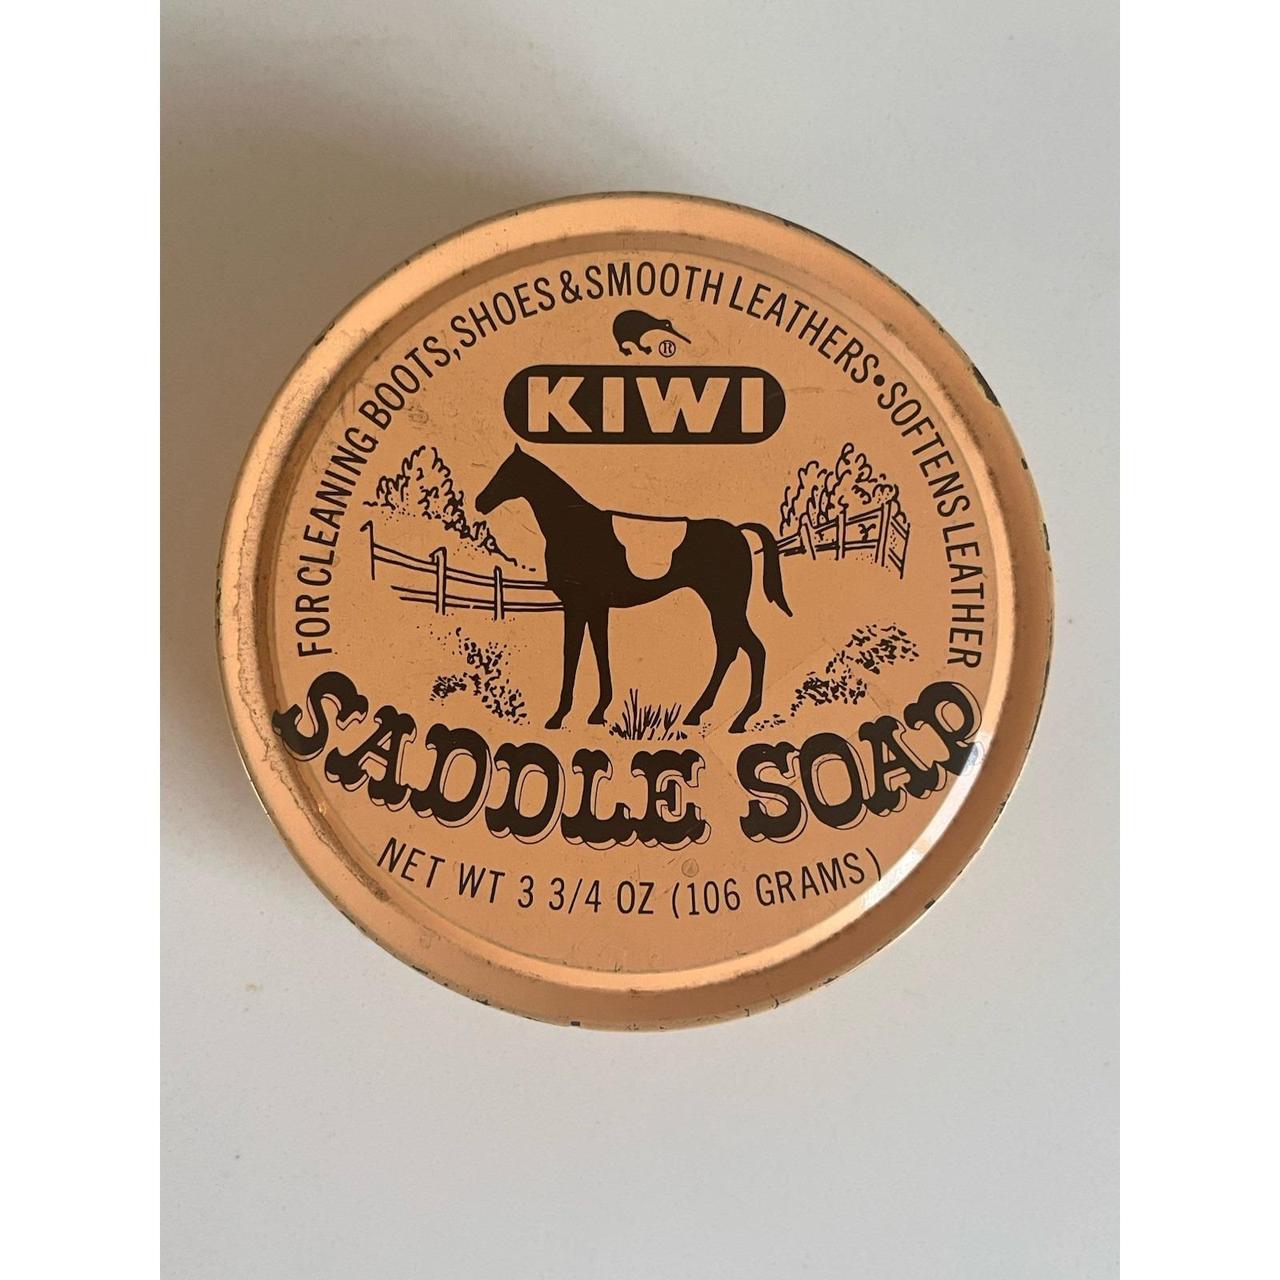 FOR CLEANING BOOTS, SHOES & SMOOTH LEATHERS • SOFTENS LEATHER
®
KIWI
SADDLE SOAP
NET WT 3 3/4 OZ (106 GRAMS)